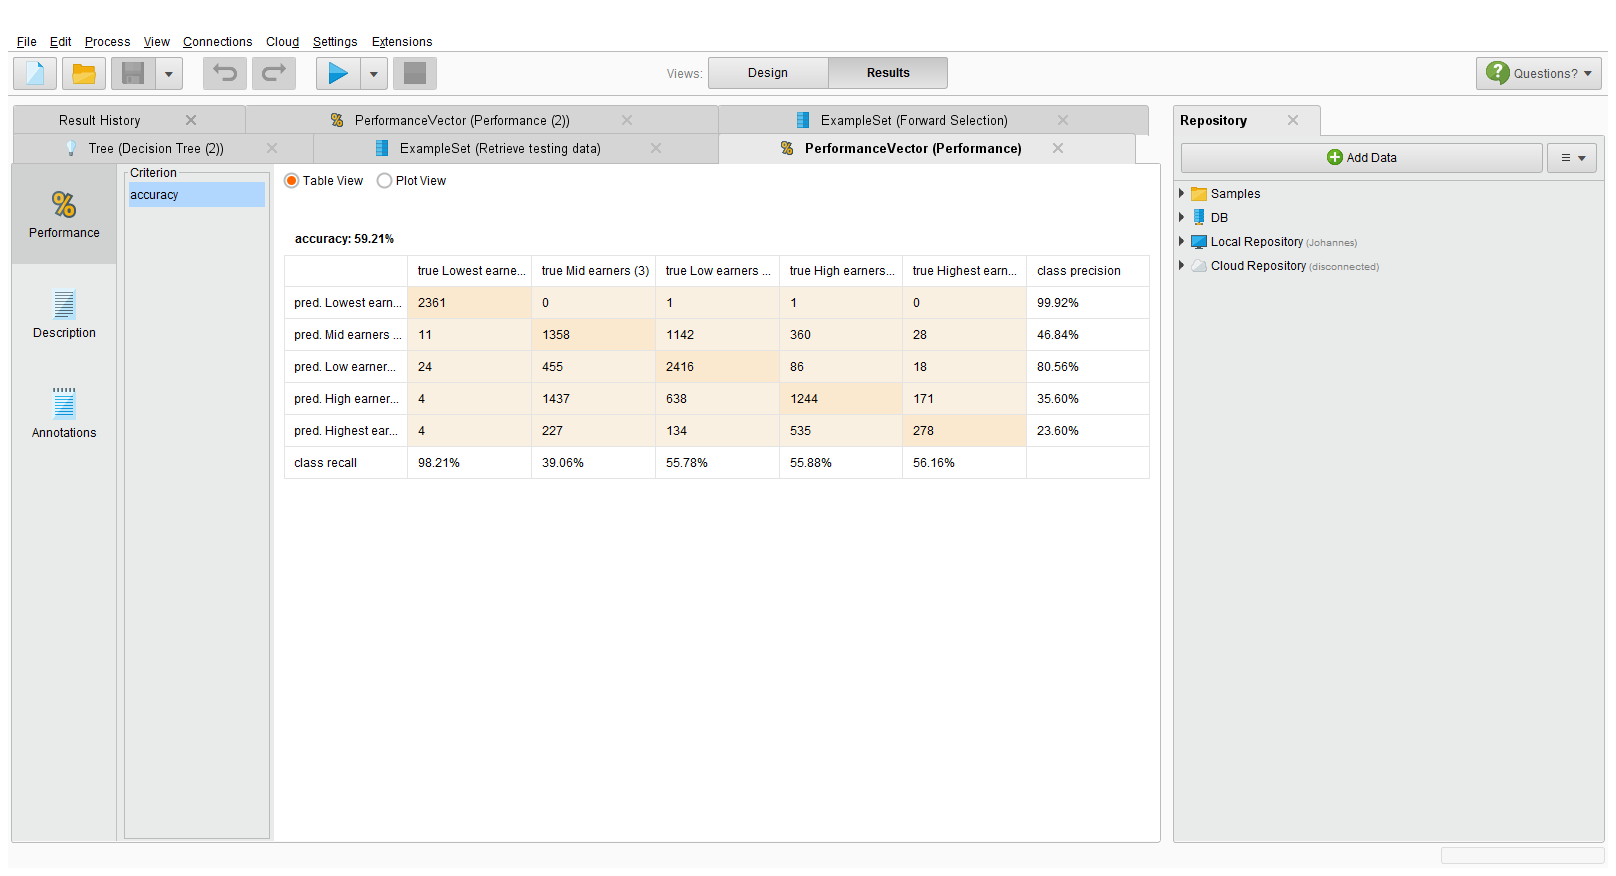 File Edit Process View Connections Cloud Settings Extensions
Views: Design Results Questions?
Result History PerformanceVector (Performance (2)) ExampleSet (Forward Selection)
Tree (Decision Tree (2)) ExampleSet (Retrieve testing data) PerformanceVector (Performance)
Repository
Add Data
Samples
DB
Local Repository (Johannes)
Cloud Repository (disconnected)
Performance
Description
Annotations
Criterion
accuracy
Table View Plot View
accuracy: 59.21%
true Lowest earne... true Mid earners (3) true Low earners ... true High earners... true Highest earn... class precision
pred. Lowest earn... 2361 0 1 1 0 99.92%
pred. Mid earners ... 11 1358 1142 360 28 46.84%
pred. Low earner... 24 455 2416 86 18 80.56%
pred. High earner... 4 1437 638 1244 171 35.60%
pred. Highest ear... 4 227 134 535 278 23.60%
class recall 98.21% 39.06% 55.78% 55.88% 56.16%